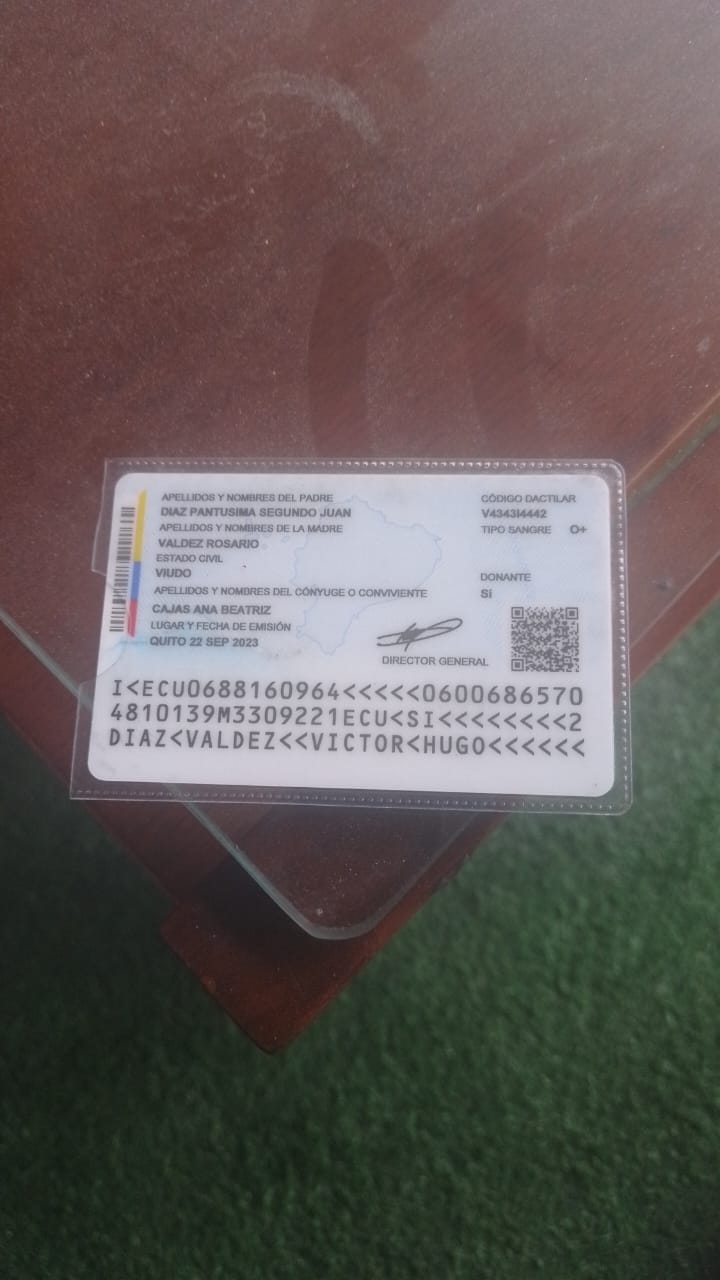 APELLIDOS Y NOMBRES DEL PADRE
DIAZ PANTUSIMA SEGUNDO JUAN
APELLIDOS Y NOMBRES DE LA MADRE
VALDEZ ROSARIO
ESTADO CIVIL
VIUDO
APELLIDOS Y NOMBRES DEL CÓNYUGE O CONVIVIENTE
CAJAS ANA BEATRIZ
LUGAR Y FECHA DE EMISIÓN
QUITO 22 SEP 2023
CÓDIGO DACTILAR
V4343I4442
TIPO SANGRE O+
DONANTE
Sí
DIRECTOR GENERAL
I<ECU0688160964<<<<<0600686570
4810139M3309221ECU<SI<<<<<<<<2
DIAZ<VALDEZ<<VICTOR<HUGO<<<<<<